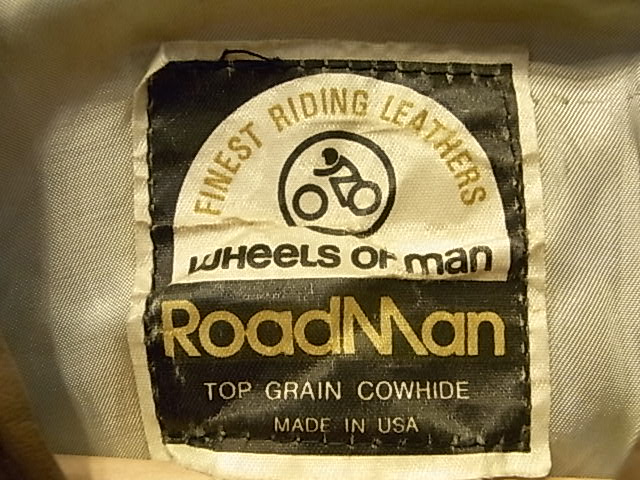 FINEST RIDING LEATHERS
WHeeLS OF man
RoadMan
TOP GRAIN COWHIDE
MADE IN USA